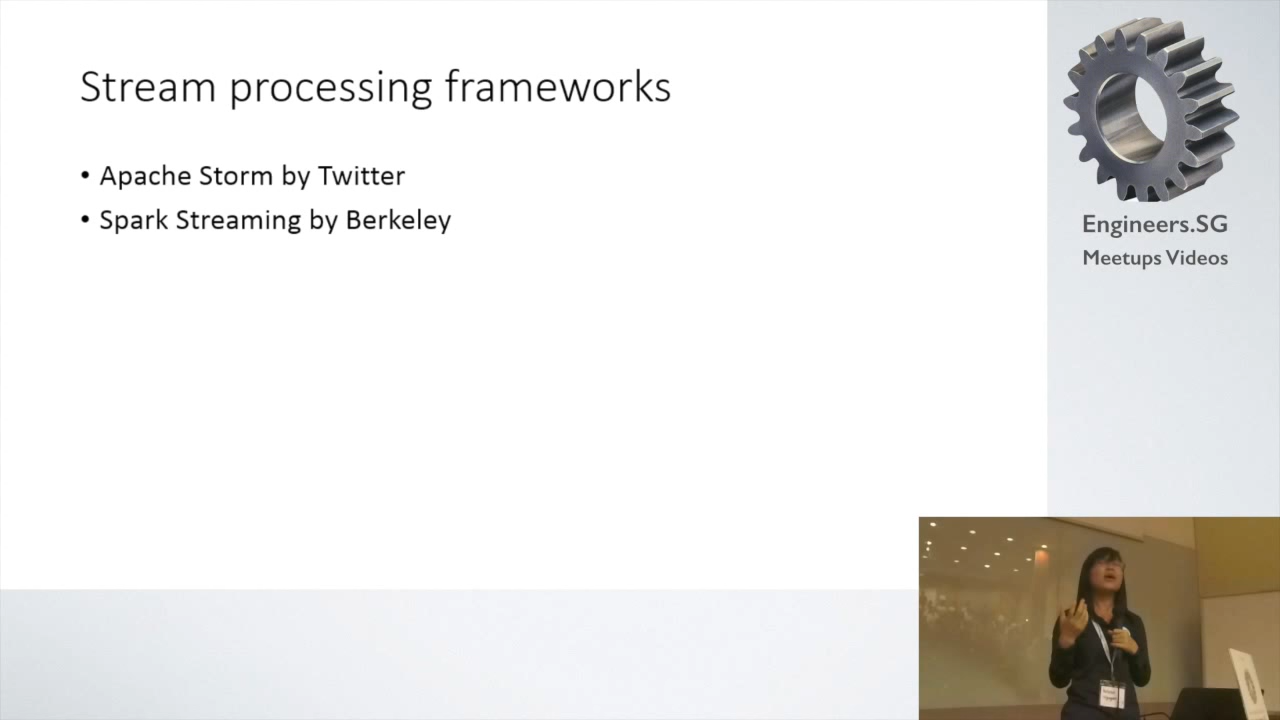 Stream processing frameworks
• Apache Storm by Twitter
• Spark Streaming by Berkeley
Engineers.SG
Meetups Videos